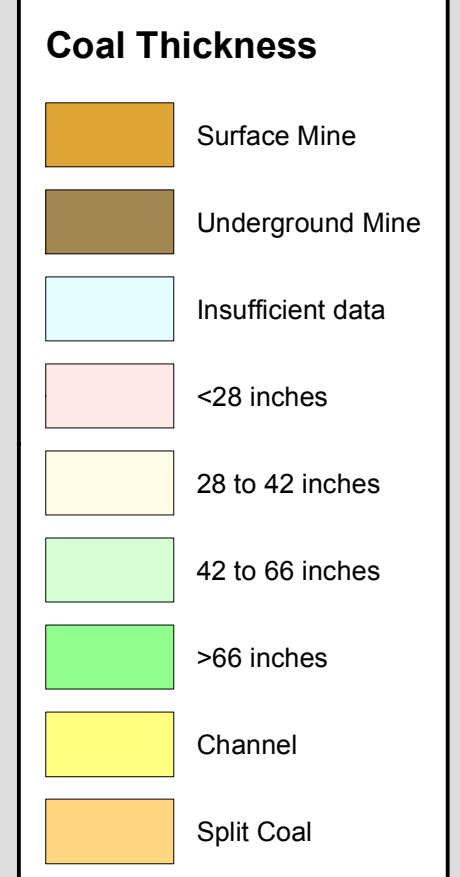 Coal Thickness
Surface Mine
Underground Mine
Insufficient data
<28 inches
28 to 42 inches
42 to 66 inches
>66 inches
Channel
Split Coal